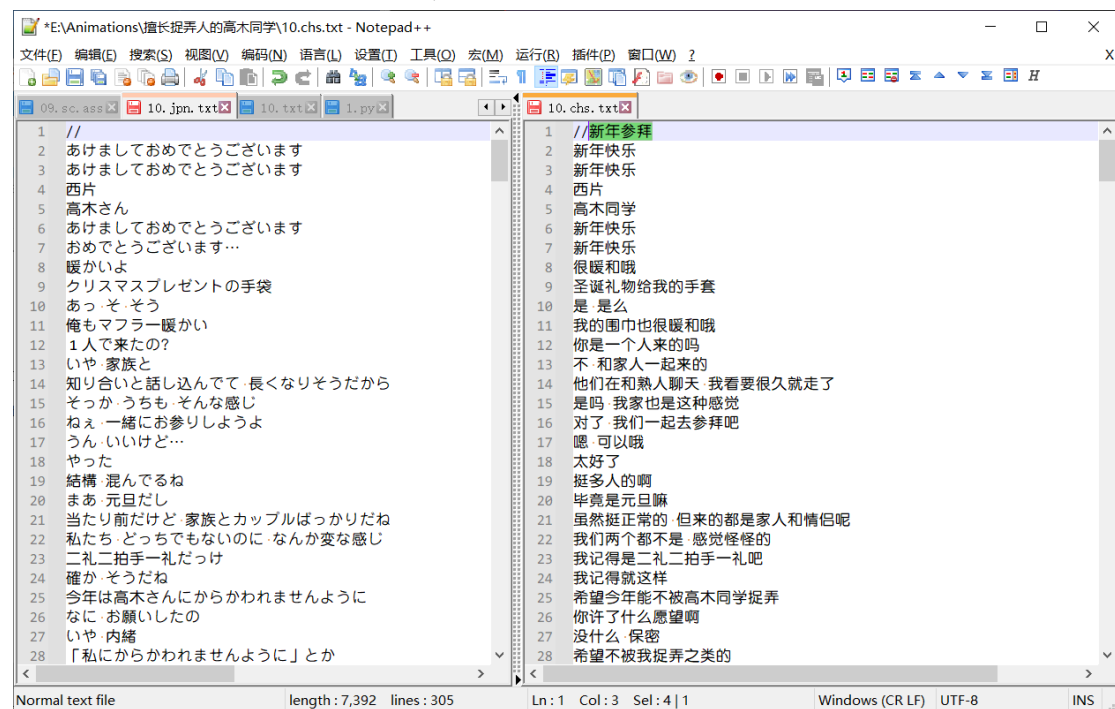 *E:\Animations\擅长捉弄人的高木同学\10.chs.txt - Notepad++
文件(F) 编辑(E) 搜索(S) 视图(V) 编码(N) 语言(L) 设置(T) 工具(O) 宏(M) 运行(R) 插件(P) 窗口(W) ? X
09.sc.ass 10.jpn.txt 10.txt 1.py
1 //
2 あけましておめでとうございます
3 あけましておめでとうございます
4 西片
5 高木さん
6 あけましておめでとうございます
7 おめでとうございます…
8 暖かいよ
9 クリスマスプレゼントの手袋
10 あっ そ そう
11 俺もマフラー暖かい
12 1人で来たの?
13 いや 家族と
14 知り合いと話し込んでて 長くなりそうだから
15 そっか うちも そんな感じ
16 ねぇ 一緒にお参りしようよ
17 うん いいけど…
18 やった
19 結構 混んでるね
20 まあ 元旦だし
21 当たり前だけど 家族とカップルばっかりだね
22 私たち どっちでもないのに なんか変な感じ
23 二礼二拍手一礼だっけ
24 確か そうだね
25 今年は高木さんにからかわれませんように
26 なに お願いしたの
27 いや 内緒
28 「私にからかわれませんように」とか
10.chs.txt
1 //新年参拜
2 新年快乐
3 新年快乐
4 西片
5 高木同学
6 新年快乐
7 新年快乐
8 很暖和哦
9 圣诞礼物给我的手套
10 是 是么
11 我的围巾也很暖和哦
12 你是一个人来的吗
13 不 和家人一起来的
14 他们在和熟人聊天 我看要很久就走了
15 是吗 我家也是这种感觉
16 对了 我们一起去参拜吧
17 嗯 可以哦
18 太好了
19 挺多人的啊
20 毕竟是元旦嘛
21 虽然挺正常的 但来的都是家人和情侣呢
22 我们两个都不是 感觉怪怪的
23 我记得是二礼二拍手一礼吧
24 我记得就这样
25 希望今年能不被高木同学捉弄
26 你许了什么愿望啊
27 没什么 保密
28 希望不被我捉弄之类的
Normal text file length : 7,392 lines : 305 Ln : 1 Col : 3 Sel : 4 | 1 Windows (CR LF) UTF-8 INS